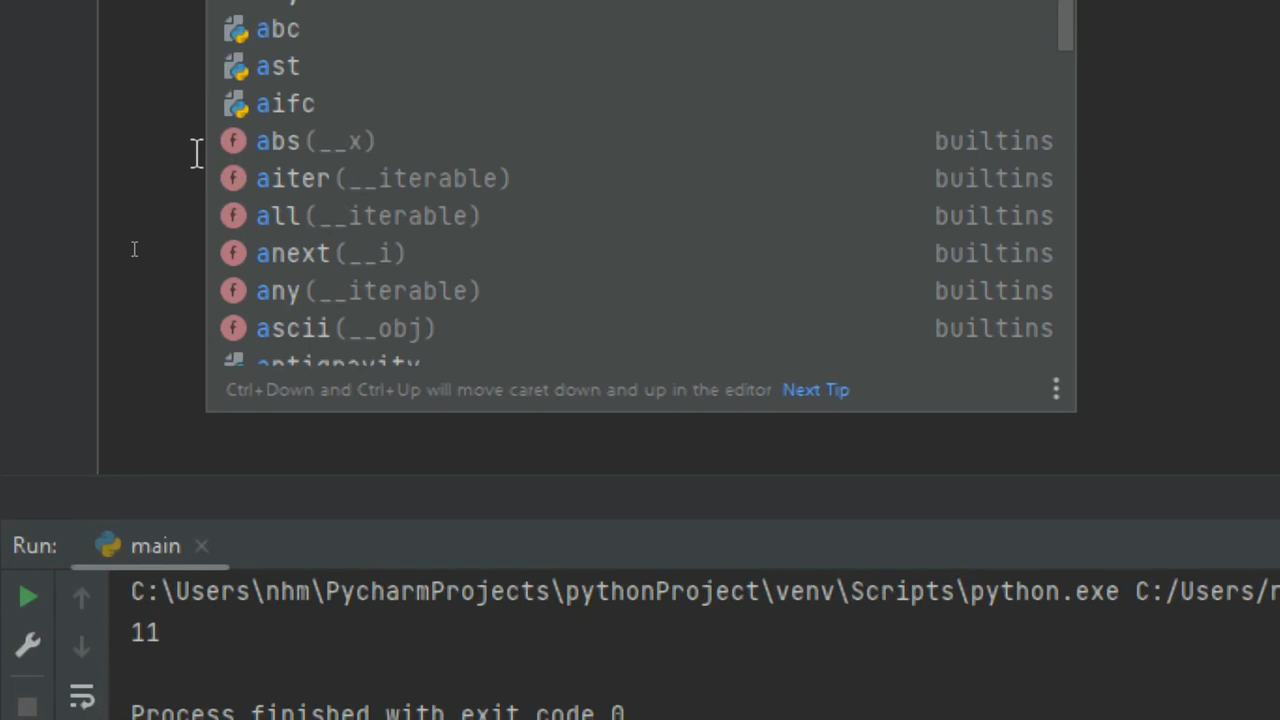 abc
ast
aifc
abs(__x) builtins
aiter(__iterable) builtins
all(__iterable) builtins
anext(__i) builtins
any(__iterable) builtins
ascii(__obj) builtins
antigravity
Ctrl+Down and Ctrl+Up will move caret down and up in the editor Next Tip
Run: main
C:\Users\nhm\PycharmProjects\pythonProject\venv\Scripts\python.exe C:/Users/
11
Process finished with exit code 0